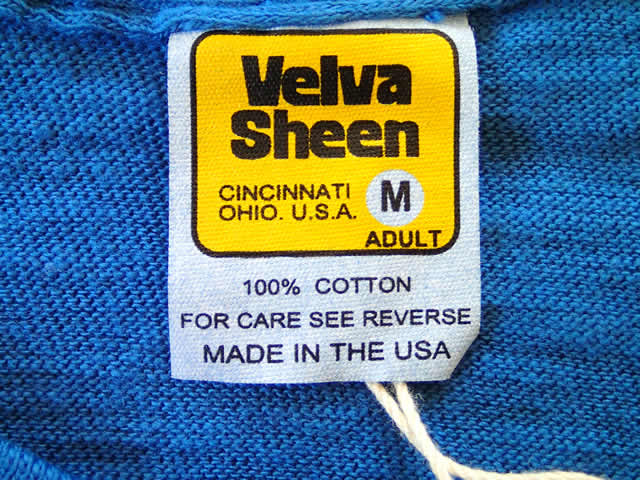 Velva
Sheen
CINCINNATI
OHIO. U.S.A.
M
ADULT
100% COTTON
FOR CARE SEE REVERSE
MADE IN THE USA